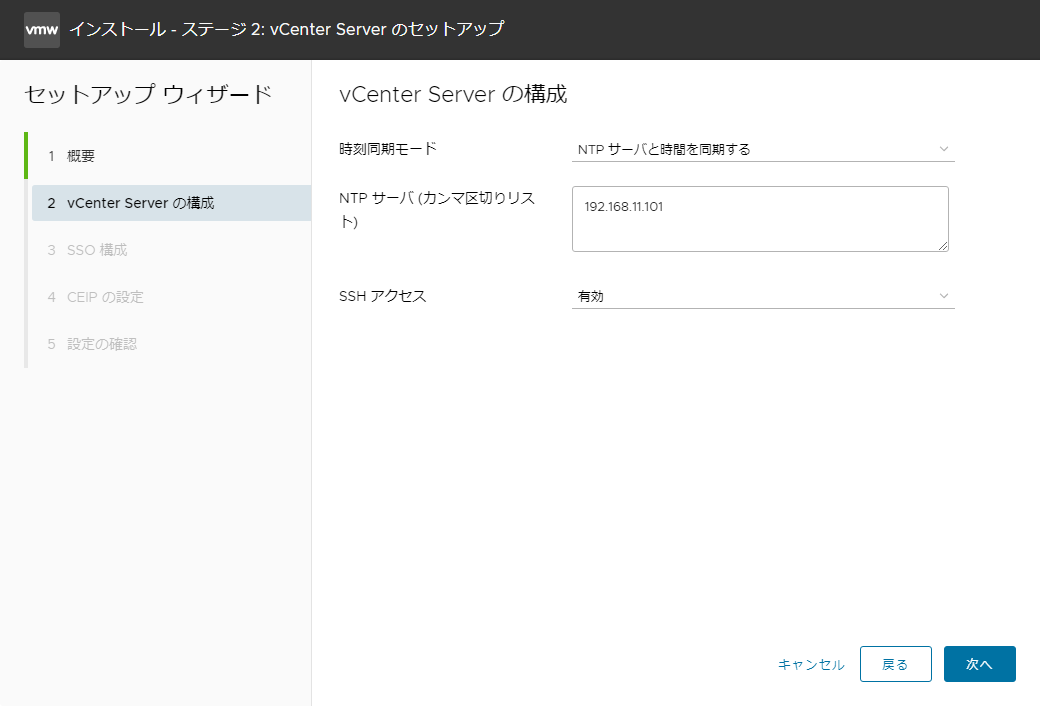 vmw インストール - ステージ 2: vCenter Server のセットアップ
セットアップ ウィザード
1 概要
2 vCenter Server の構成
3 SSO 構成
4 CEIP の設定
5 設定の確認
vCenter Server の構成
時刻同期モード NTP サーバと時間を同期する
NTP サーバ (カンマ区切りリス
ト)
192.168.11.101
SSH アクセス 有効
キャンセル 戻る 次へ